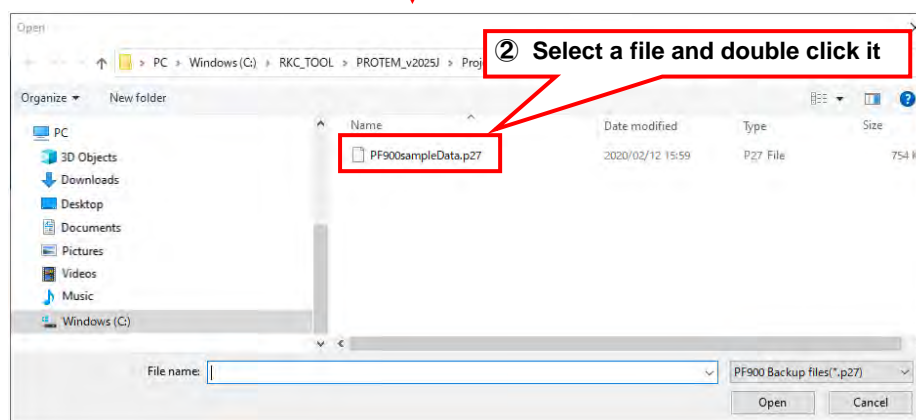 Open
② Select a file and double click it
PC > Windows (C:) > RKC_TOOL > PROTEM_v2025J >
Organize New folder
Name Date modified Type Size
PF900sampleData.p27 2020/02/12 15:59 P27 File 754
PC
3D Objects
Downloads
Desktop
Documents
Pictures
Videos
Music
Windows (C:)
File name: PF900 Backup files(*.p27)
Open Cancel